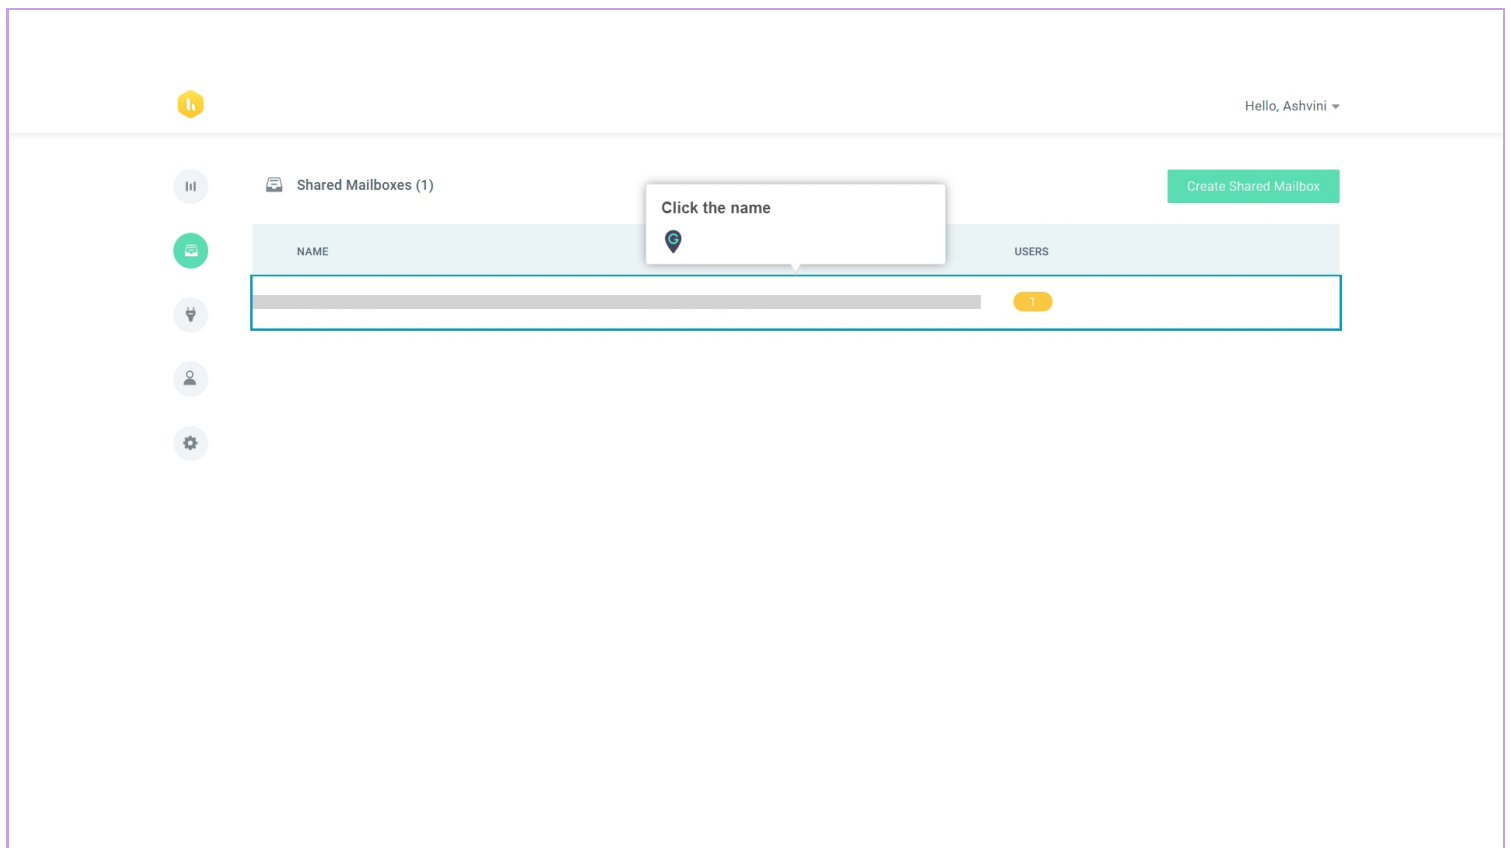 Hello, Ashvini
Shared Mailboxes (1)
Create Shared Mailbox
Click the name
G
NAME
USERS
1